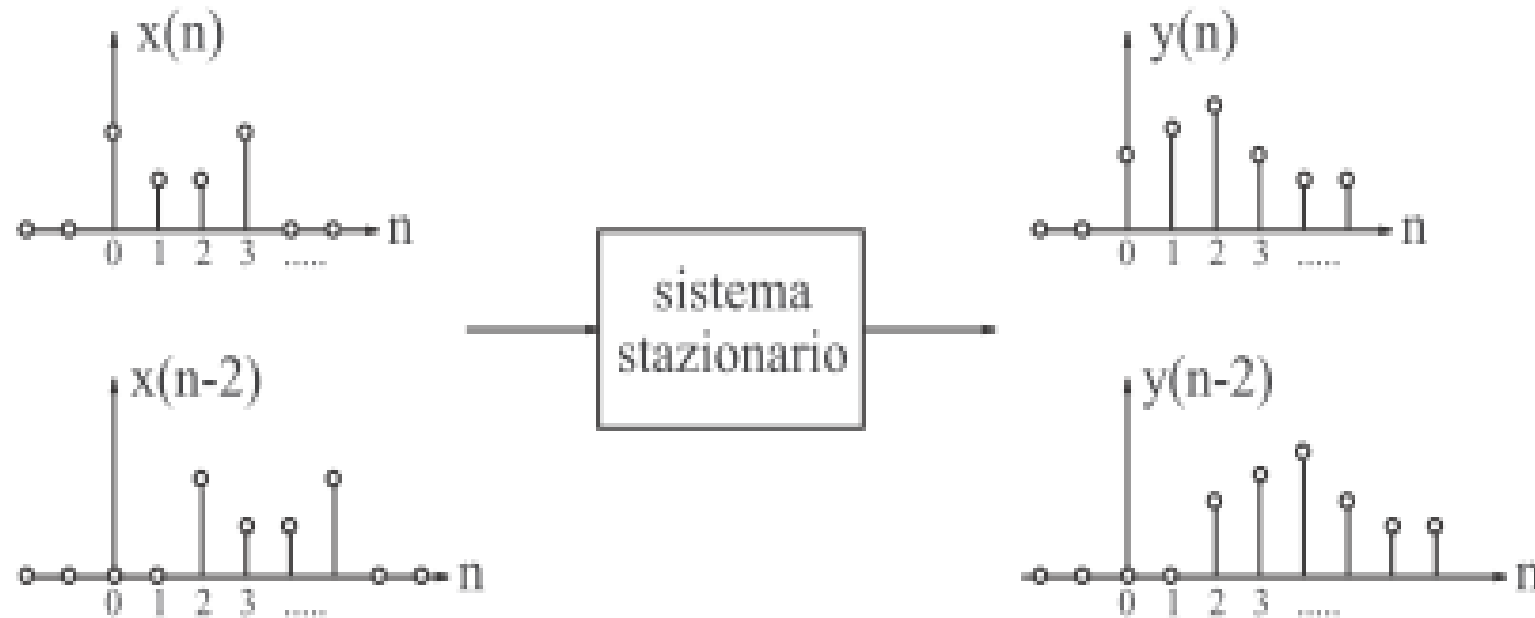 x(n)
n
0 1 2 3 .....
y(n)
n
0 1 2 3 .....
sistema
stazionario
x(n-2)
n
0 1 2 3 .....
y(n-2)
n
0 1 2 3 .....